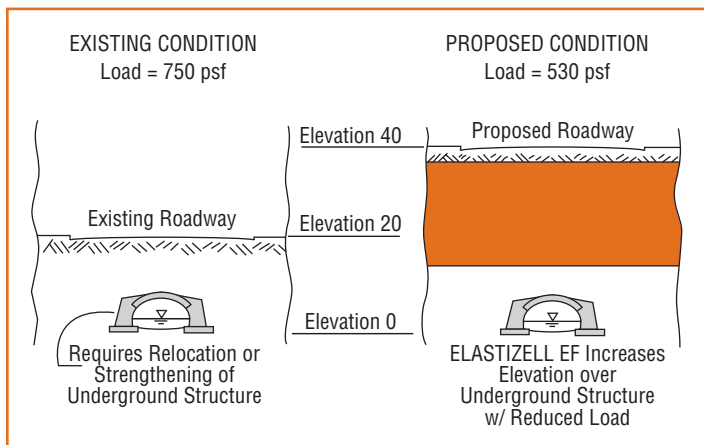 EXISTING CONDITION
Load = 750 psf
PROPOSED CONDITION
Load = 530 psf
Elevation 40
Proposed Roadway
Existing Roadway
Elevation 20
Elevation 0
Requires Relocation or
Strengthening of
Underground Structure
ELASTIZELL EF Increases
Elevation over
Underground Structure
w/ Reduced Load